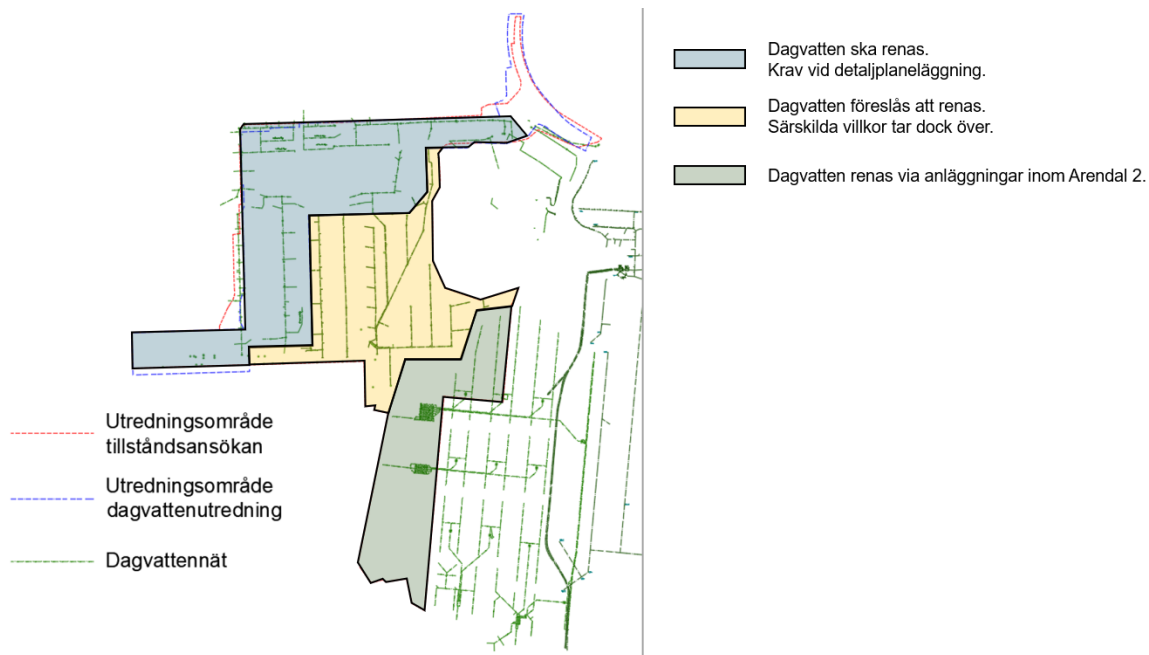 Dagvatten ska renas.
Krav vid detaljplaneläggning.
Dagvatten föreslås att renas.
Särskilda villkor tar dock över.
Dagvatten renas via anläggningar inom Arendal 2.
Utredningsområde
tillståndsansökan
Utredningsområde
dagvattenutredning
Dagvattennät